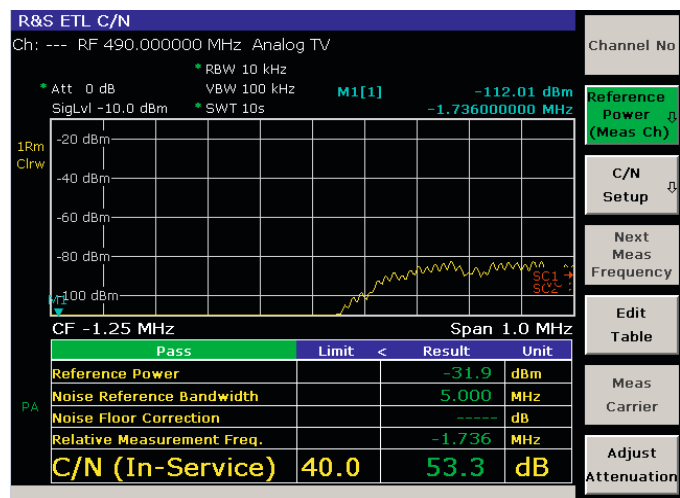 R&S ETL C/N
Ch: --- RF 490.000000 MHz Analog TV
* RBW 10 kHz
* Att 0 dB VBW 100 kHz M1[1] -112.01 dBm
SigLvl -10.0 dBm * SWT 10s -1.736000000 MHz
1Rm
Clrw
-20 dBm
-40 dBm
-60 dBm
-80 dBm
-100 dBm
M1
SC1
SC2
CF -1.25 MHz Span 1.0 MHz
Pass Limit < Result Unit
Reference Power -31.9 dBm
Noise Reference Bandwidth 5.000 MHz
Noise Floor Correction ----- dB
Relative Measurement Freq. -1.736 MHz
C/N (In-Service) 40.0 53.3 dB
PA
Channel No
Reference
Power
(Meas Ch)
C/N
Setup
Next
Meas
Frequency
Edit
Table
Meas
Carrier
Adjust
Attenuation